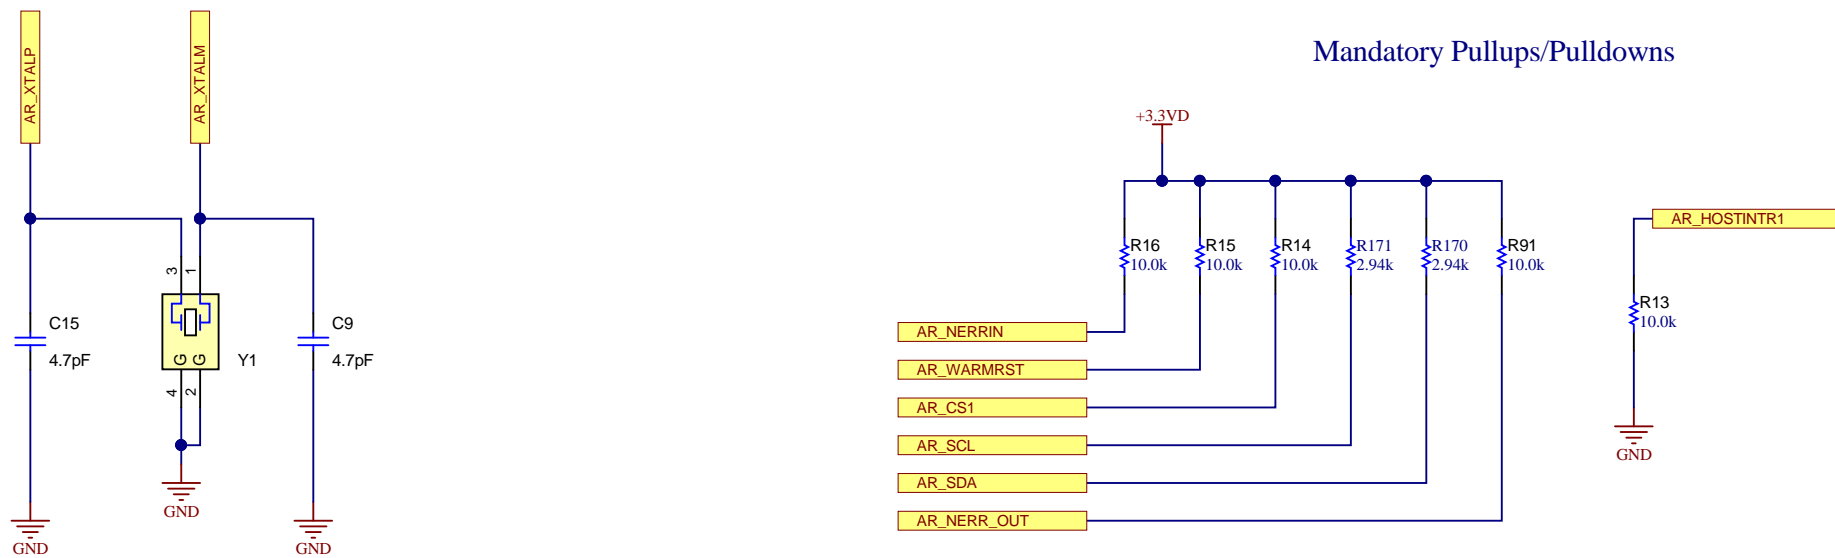 AR_XTALP
AR_XTALM
3
1
C15
4.7pF
G
G
Y1
4
2
C9
4.7pF
GND
GND
GND
Mandatory Pullups/Pulldowns
+3.3VD
R16
10.0k
R15
10.0k
R14
10.0k
R171
2.94k
R170
2.94k
R91
10.0k
AR_NERRIN
AR_WARMRST
AR_CS1
AR_SCL
AR_SDA
AR_NERR_OUT
AR_HOSTINTR1
R13
10.0k
GND